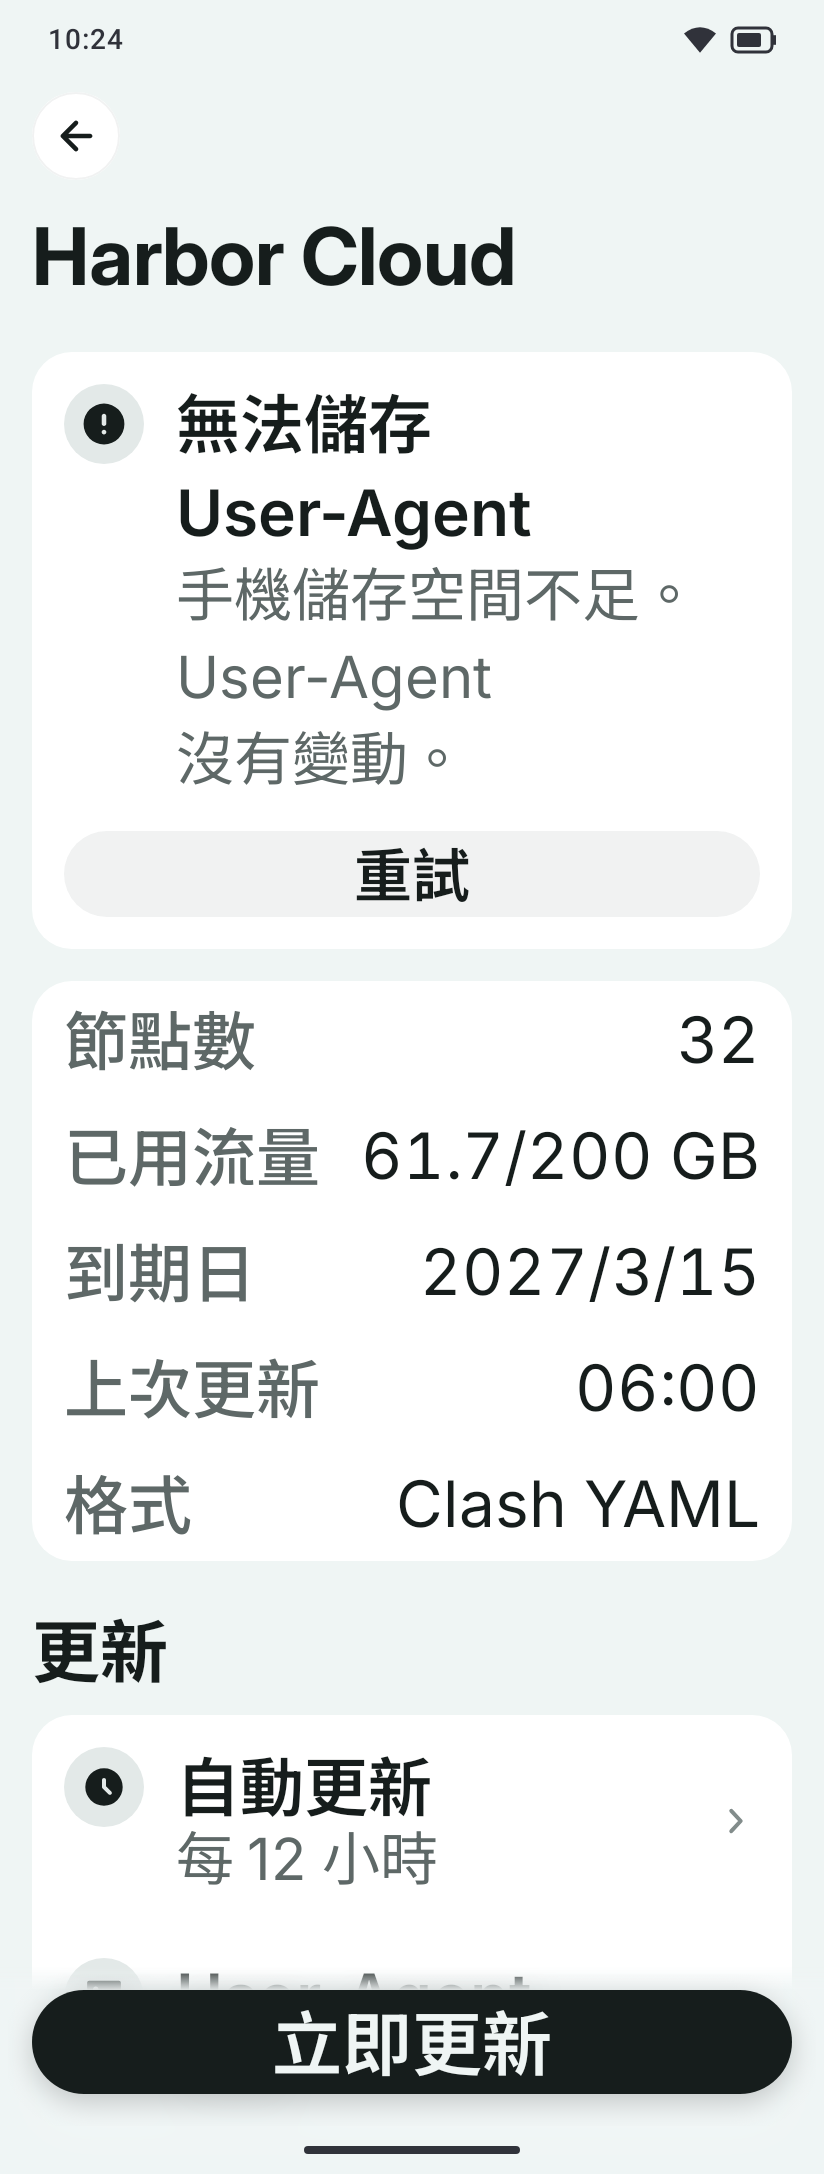 10:24
Harbor Cloud
無法儲存
User-Agent
手機儲存空間不足。
User-Agent
沒有變動。
重試
節點數 32
已用流量 61.7/200 GB
到期日 2027/3/15
上次更新 06:00
格式 Clash YAML
更新
自動更新
每 12 小時
User-Agent
立即更新